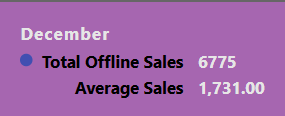 December
Total Offline Sales 6775
Average Sales 1,731.00